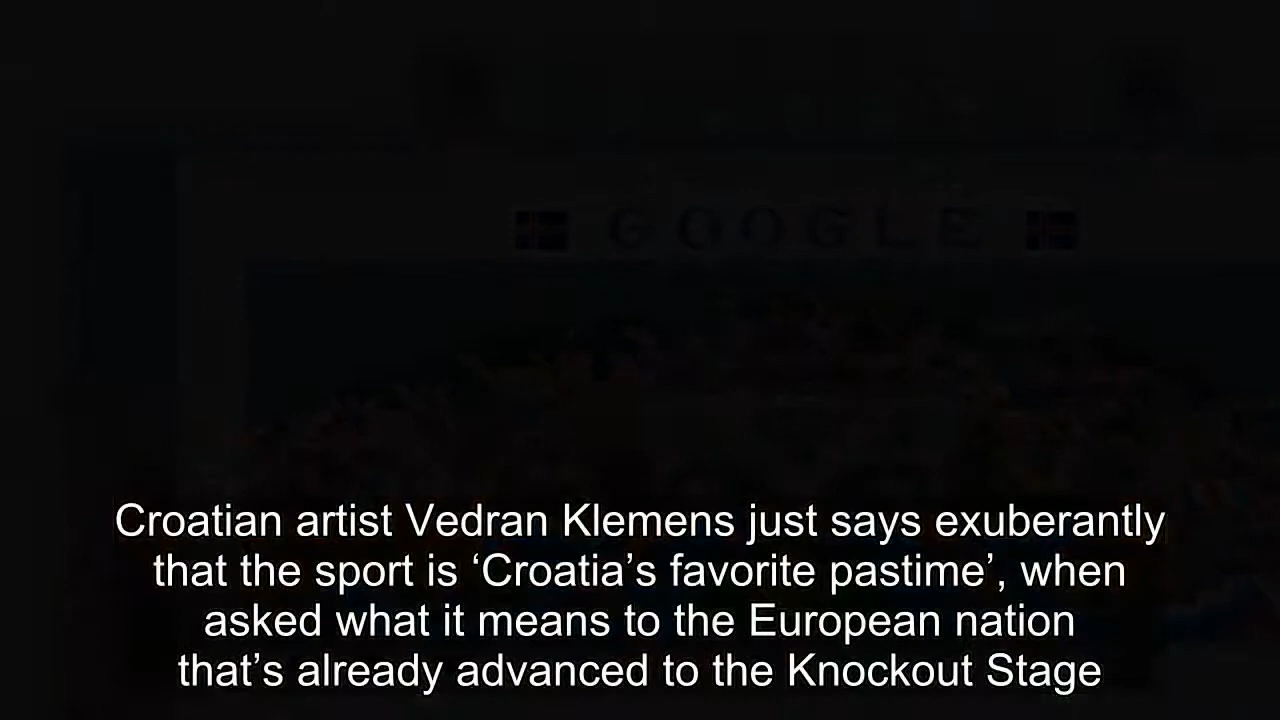 GOOGLE
Croatian artist Vedran Klemens just says exuberantly
that the sport is ‘Croatia’s favorite pastime’, when
asked what it means to the European nation
that’s already advanced to the Knockout Stage